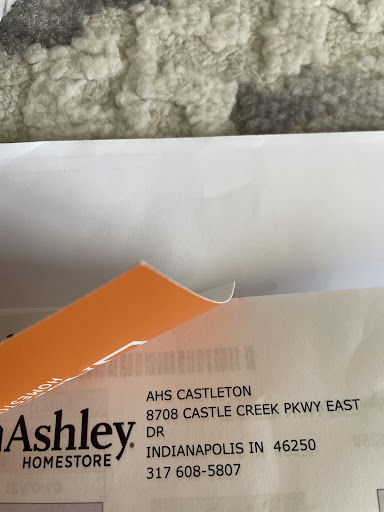 AHS CASTLETON
8708 CASTLE CREEK PKWY EAST
DR
INDIANAPOLIS IN 46250
317 608-5807
Ashley
HOMESTORE